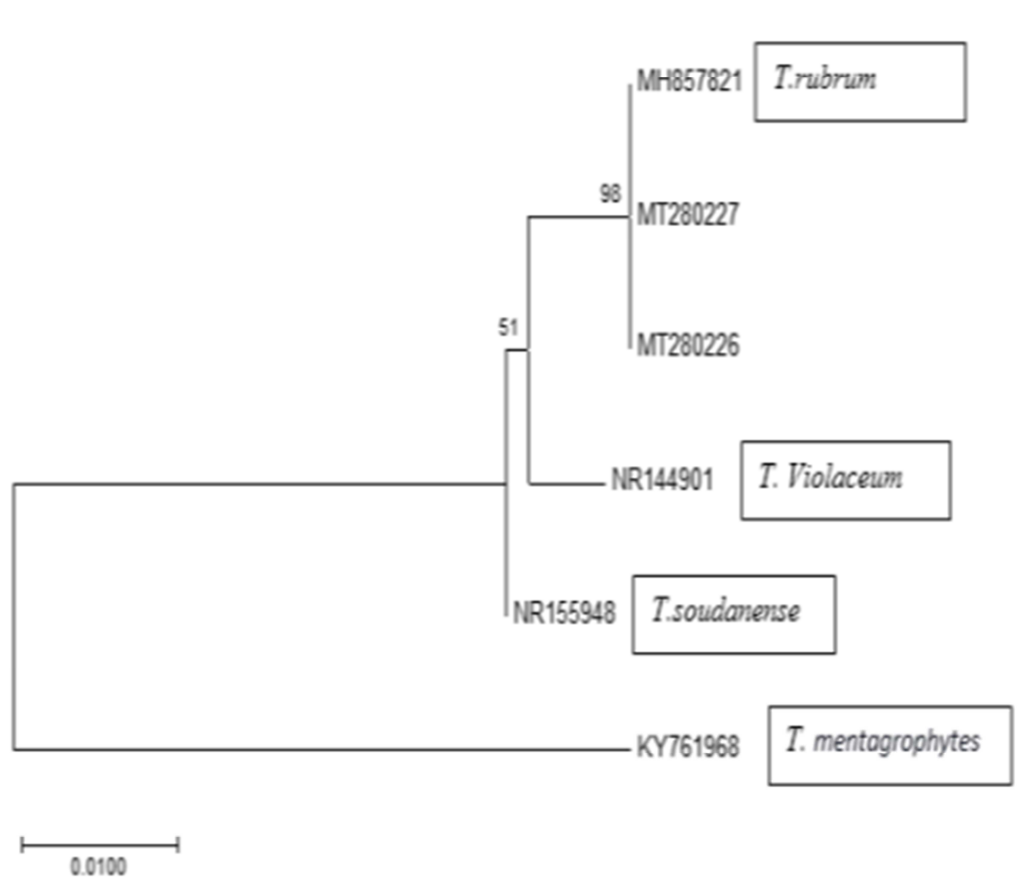 MH857821 T.rubrum
98
MT280227
51
MT280226
NR144901 T. Violaceum
NR155948 T.soudanense
KY761968 T. mentagrophytes
0.0100